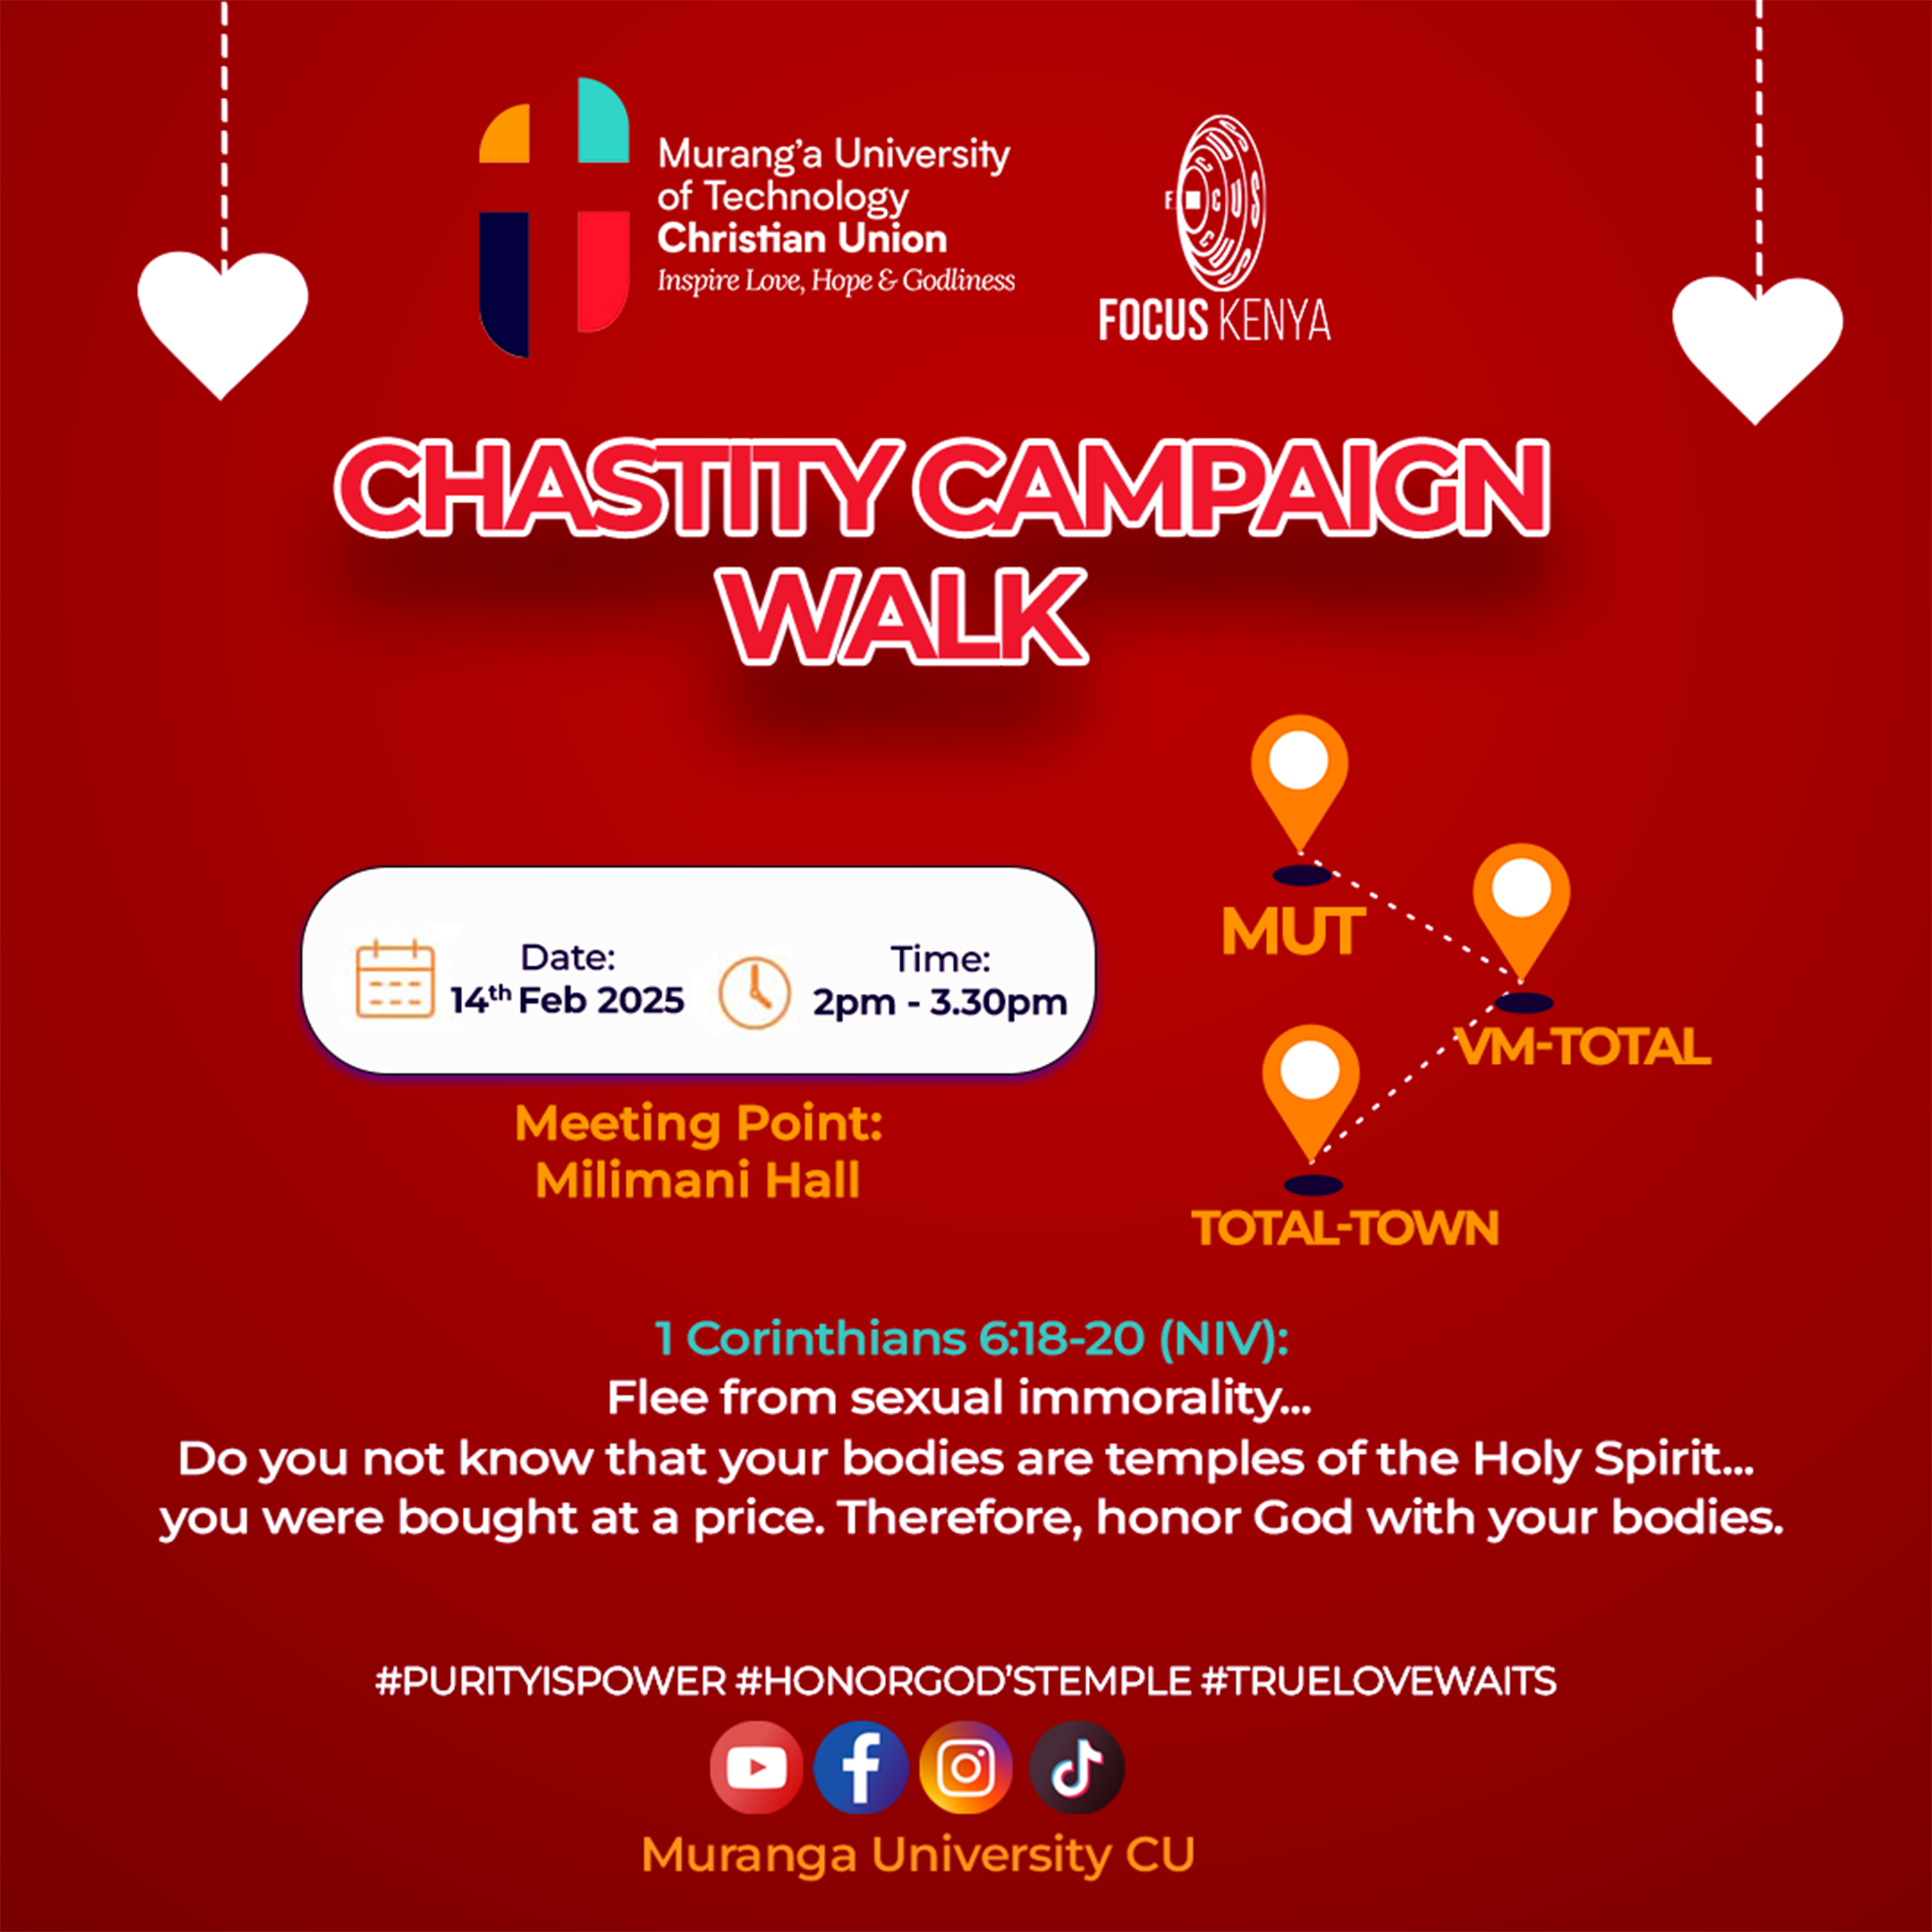 Murang'a University
of Technology
Christian Union
Inspire Love, Hope & Godliness
FOCUS KENYA
CHASTITY CAMPAIGN
WALK
Date:
14th Feb 2025
Time:
2pm - 3.30pm
Meeting Point:
Milimani Hall
MUT
VM-TOTAL
TOTAL-TOWN
1 Corinthians 6:18-20 (NIV):
Flee from sexual immorality...
Do you not know that your bodies are temples of the Holy Spirit...
you were bought at a price. Therefore, honor God with your bodies.
#PURITYISPOWER #HONORGOD'STEMPLE #TRUELOVEWAITS
Muranga University CU